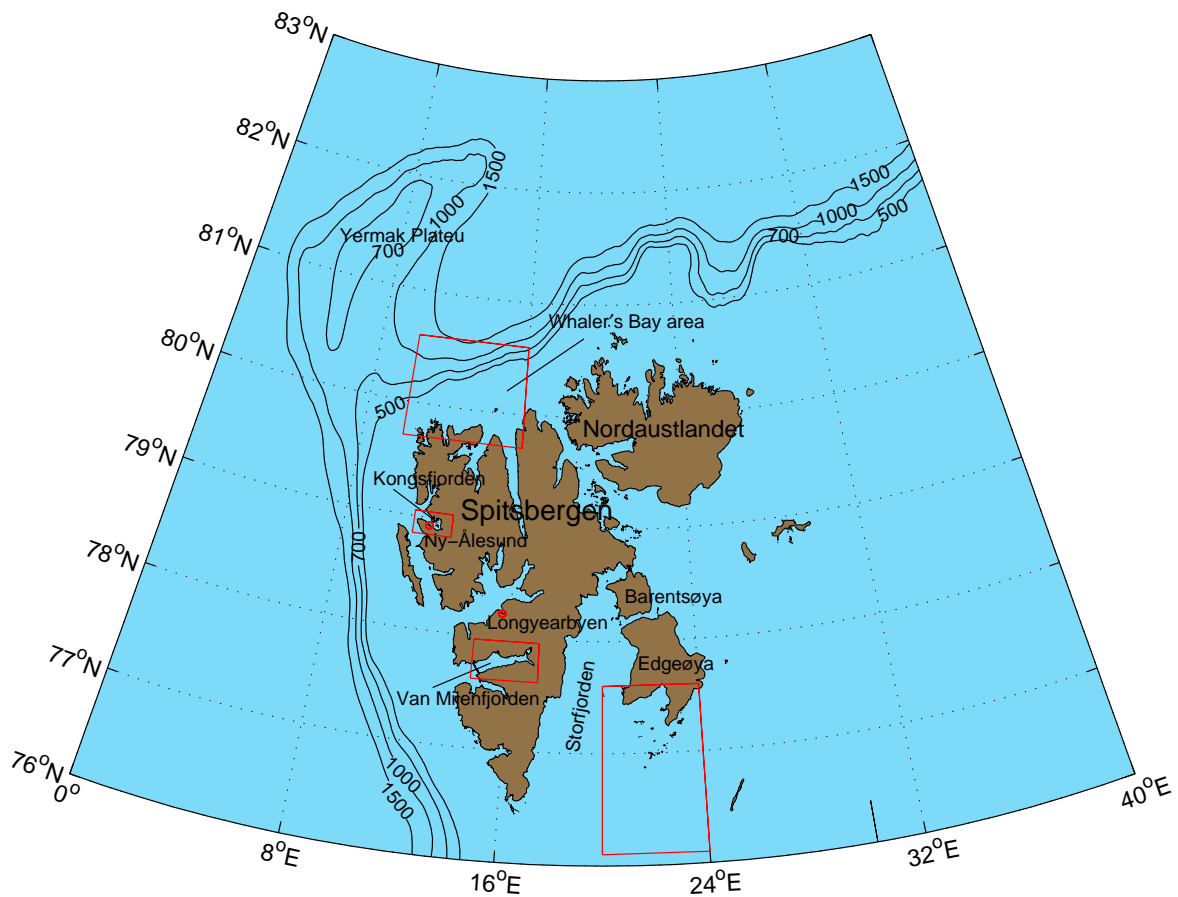 83°N
82°N
1500
1500
1000
1000
500
Yermak Plateu
700
700
81°N
Whaler's Bay area
80°N
500
Nordaustlandet
79°N
Kongsfjorden
Spitsbergen
Ny–Ålesund
700
78°N
Barentsøya
Longyearbyen
Edgeøya
77°N
Van Mirenfjorden
Storfjorden
76°N
1000
1500
0°
40°E
8°E
32°E
16°E
24°E